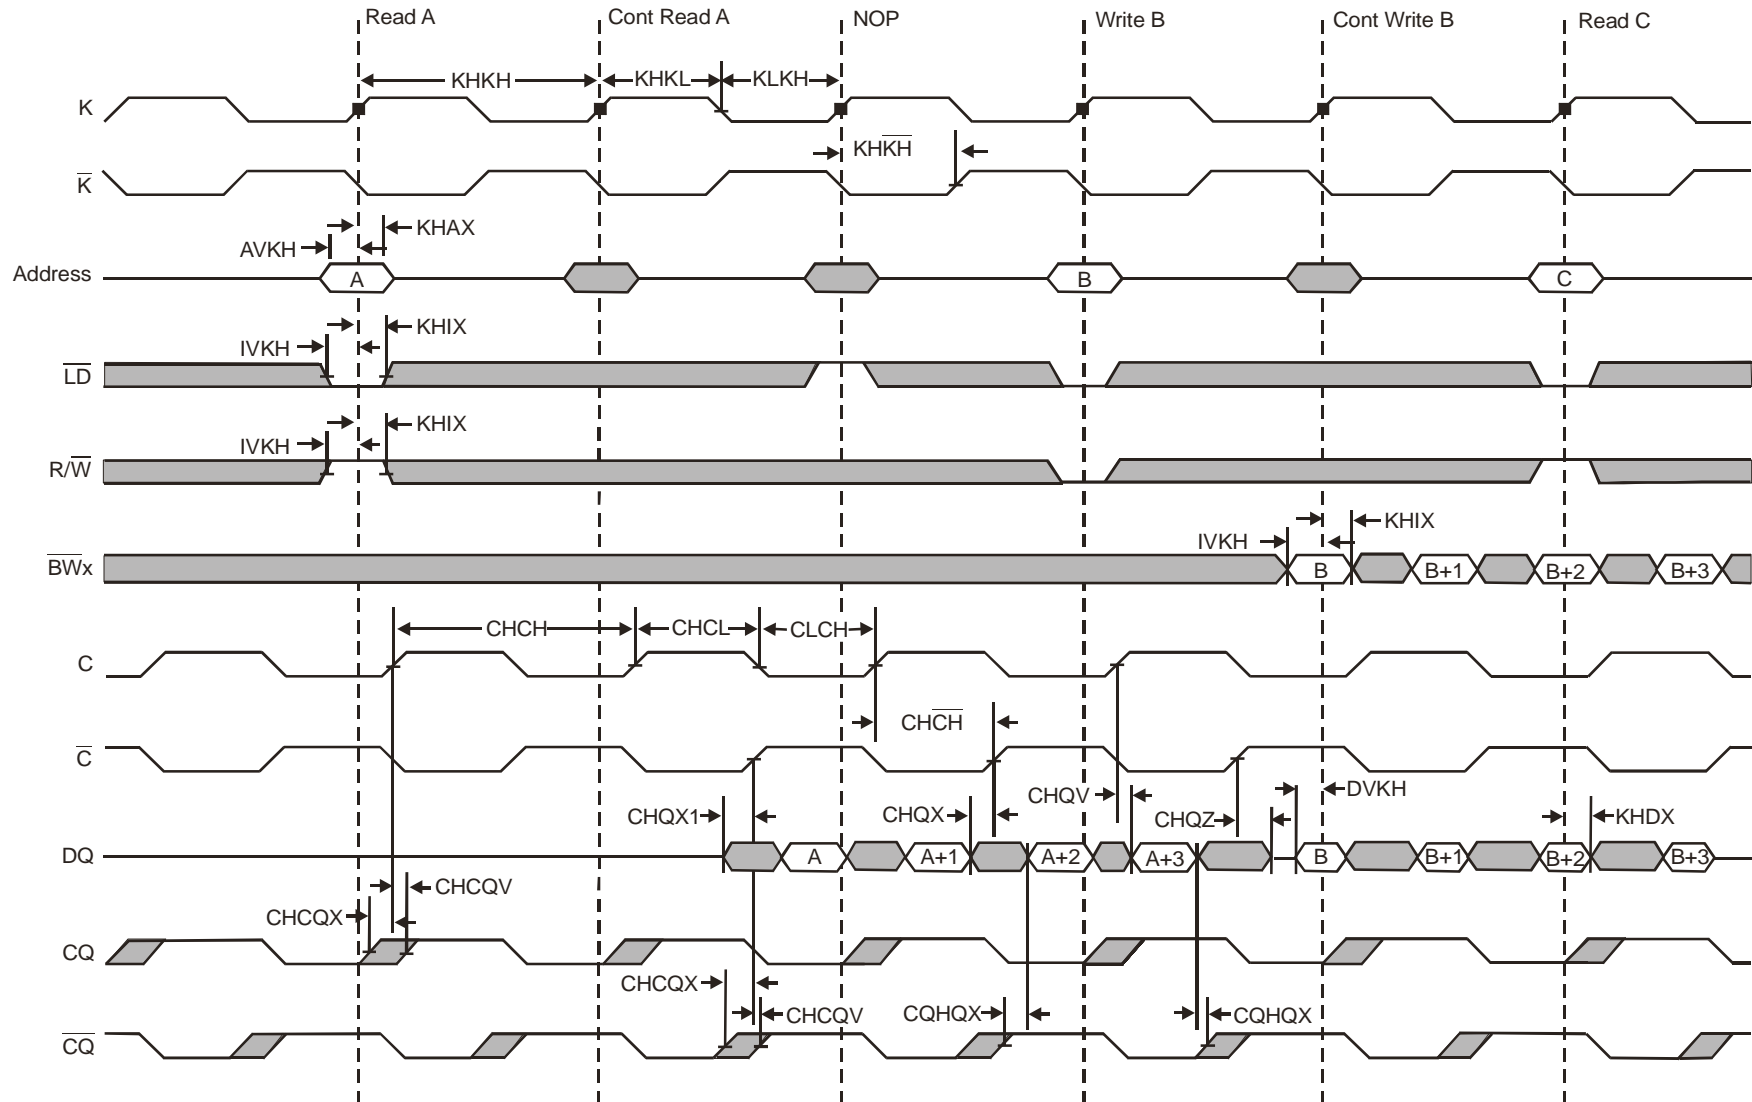 Read A Cont Read A NOP Write B Cont Write B Read C
KHKH KHKL KLKH
K
KHK̅H̅
K̅
KHAX
AVKH
Address A B C
KHIX
IVKH
L̅D̅
KHIX
IVKH
R/W̅
KHIX
IVKH
B̅W̅x B B+1 B+2 B+3
CHCH CHCL CLCH
C
CHC̅H̅
C̅
CHQX1 CHQX CHQV CHQZ DVKH KHDX
DQ A A+1 A+2 A+3 B B+1 B+2 B+3
CHCQV
CHCQX
CQ
CHCQX
CHCQV CQHQX CQHQX
C̅Q̅